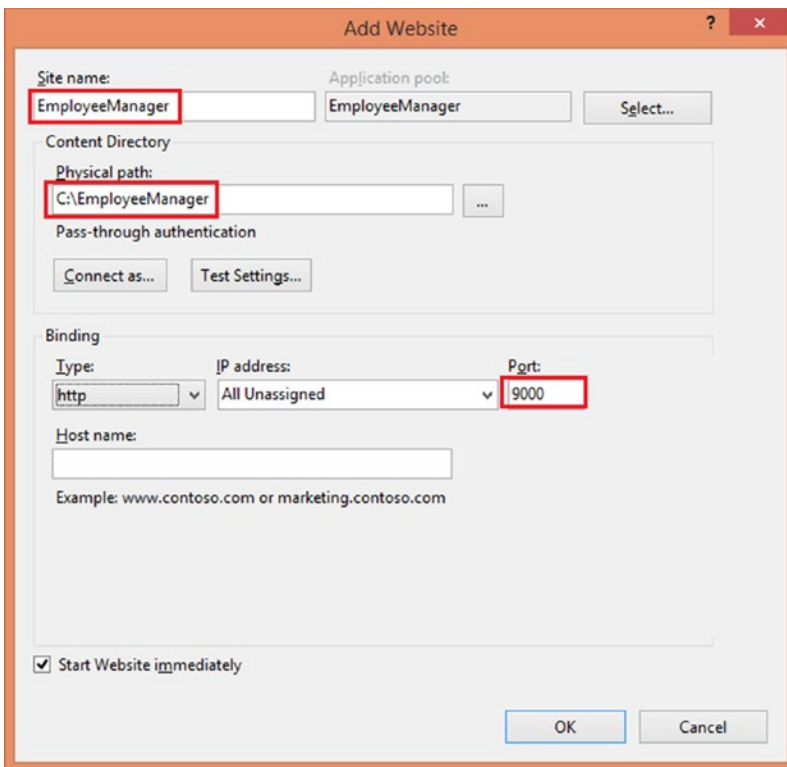 Add Website
? ×
Site name: Application pool:
EmployeeManager EmployeeManager Select...
Content Directory
Physical path:
C:\EmployeeManager ...
Pass-through authentication
Connect as... Test Settings...
Binding
Type: IP address: Port:
http All Unassigned 9000
Host name:
Example: www.contoso.com or marketing.contoso.com
Start Website immediately
OK Cancel